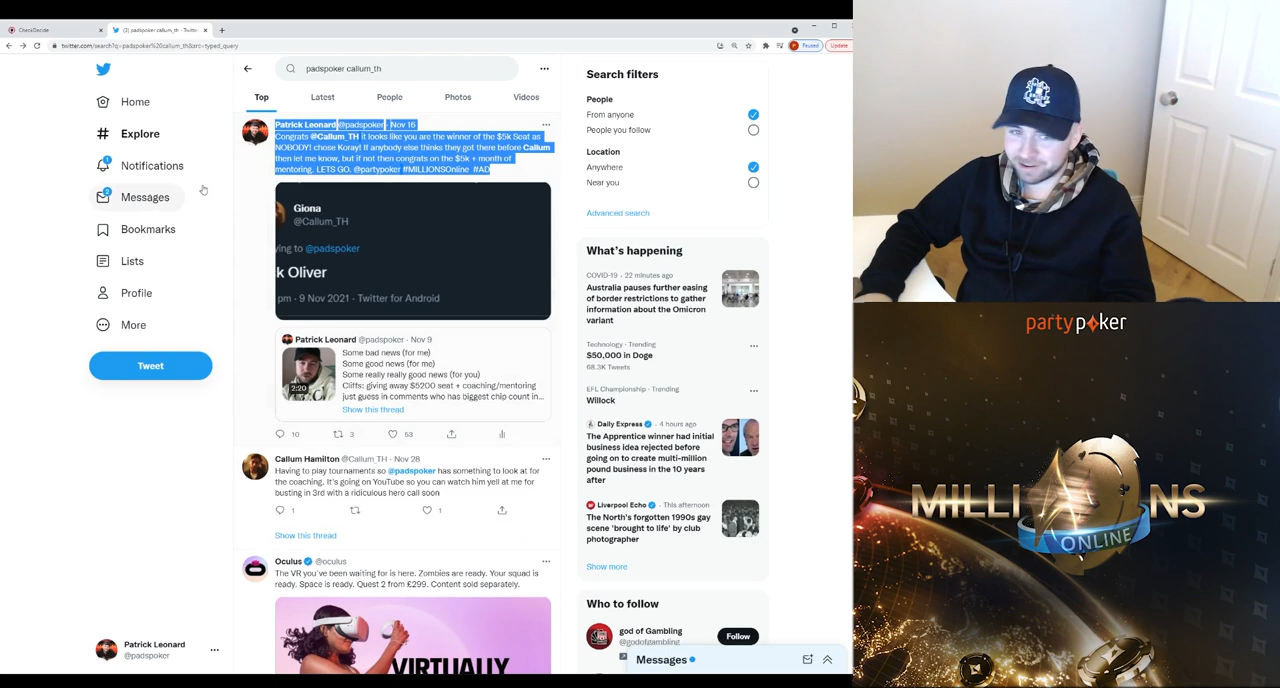 CheckDecide
(2) padspoker callum_th - Twitt
twitter.com/search?q=padspoker%20callum_th&src=typed_query
Paused
Update
Home
Explore
Notifications
Messages
Bookmarks
Lists
Profile
More
Tweet
Patrick Leonard
@padspoker
padspoker callum_th
Top
Latest
People
Photos
Videos
Patrick Leonard @padspoker · Nov 16
Congrats @Callum_TH it looks like you are the winner of the $5k Seat as
NOBODY! chose Koray! If anybody else thinks they got there before Callum
then let me know, but if not then congrats on the $5k + month of
mentoring. LETS GO. @partypoker #MILLIONSOnline #AD
Giona
@Callum_TH
ying to @padspoker
k Oliver
pm · 9 Nov 2021 · Twitter for Android
Patrick Leonard @padspoker · Nov 9
Some bad news (for me)
Some good news (for me)
Some really really good news (for you)
Cliffs: giving away $5200 seat + coaching/mentoring
just guess in comments who has biggest chip count in...
Show this thread
2:20
10
3
53
Callum Hamilton @Callum_TH · Nov 28
Having to play tournaments so @padspoker has something to look at for
the coaching. It's going on YouTube so you can watch him yell at me for
busting in 3rd with a ridiculous hero call soon
1
1
Show this thread
Oculus @oculus
The VR you've been waiting for is here. Zombies are ready. Your squad is
ready. Space is ready. Quest 2 from £299. Content sold separately.
VIRTUALLY
Search filters
People
From anyone
People you follow
Location
Anywhere
Near you
Advanced search
What's happening
COVID-19 · 22 minutes ago
Australia pauses further easing
of border restrictions to gather
information about the Omicron
variant
Technology · Trending
$50,000 in Doge
68.3K Tweets
EFL Championship · Trending
Willock
Daily Express · 4 hours ago
The Apprentice winner had initial
business idea rejected before
going on to create multi-million
pound business in the 10 years
after
Liverpool Echo · This afternoon
The North's forgotten 1990s gay
scene 'brought to life' by club
photographer
Show more
Who to follow
god of Gambling
@godofgambling
Follow
Messages
partypoker
MILLIONS
ONLINE